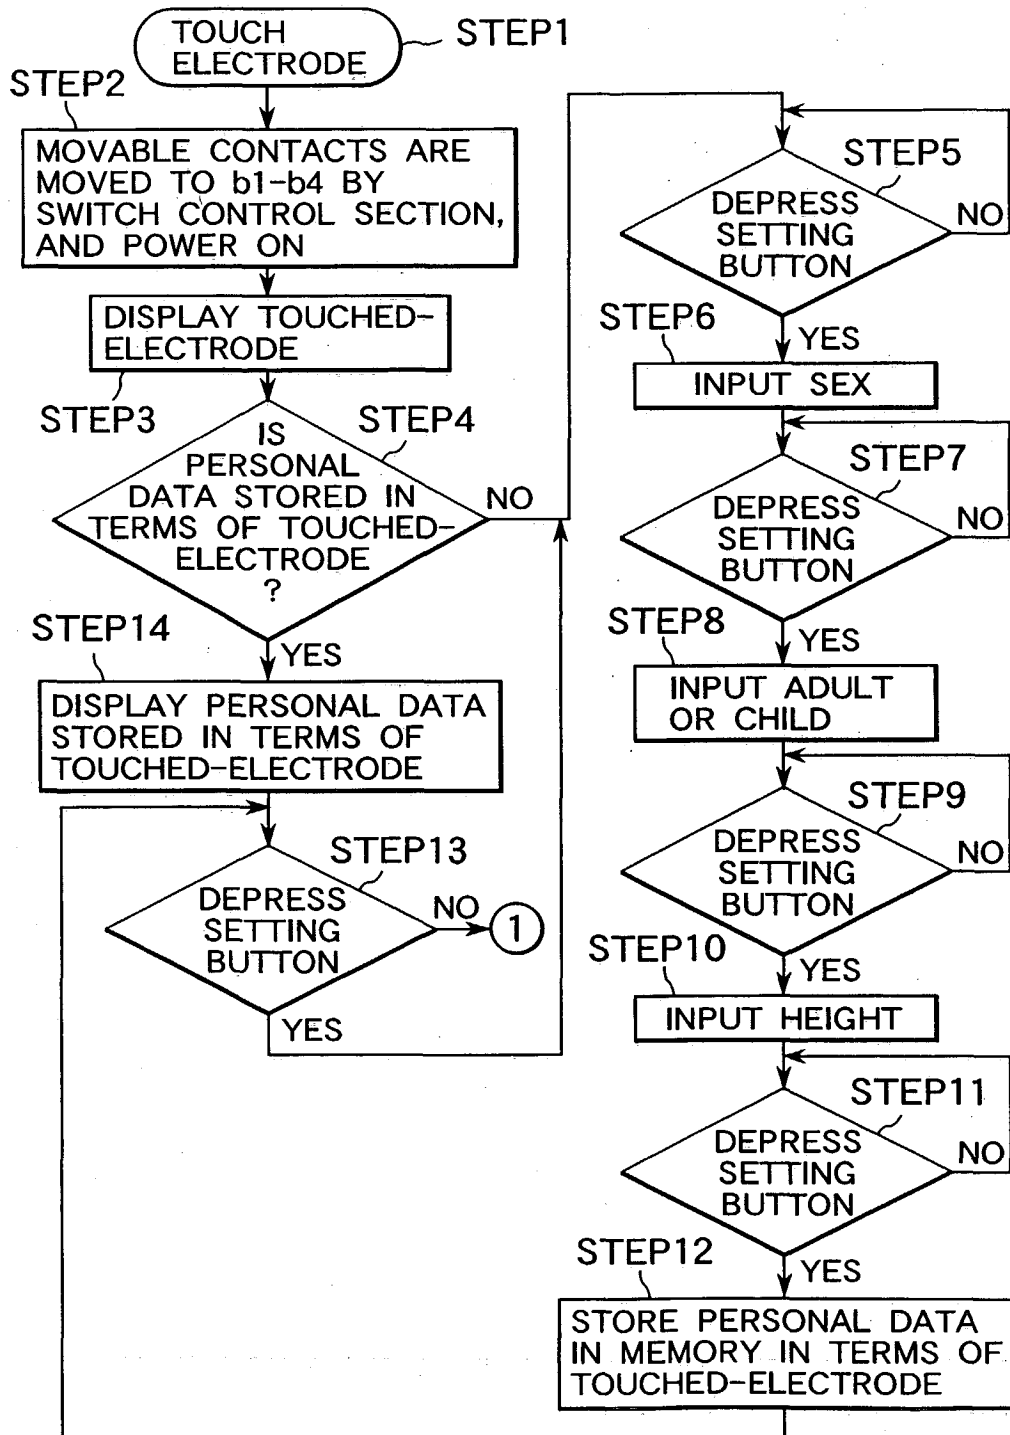 TOUCH
ELECTRODE
STEP1
STEP2
MOVABLE CONTACTS ARE
MOVED TO b1-b4 BY
SWITCH CONTROL SECTION,
AND POWER ON
DISPLAY TOUCHED-
ELECTRODE
STEP3
STEP4
IS
PERSONAL
DATA STORED IN
TERMS OF TOUCHED-
ELECTRODE
?
NO
YES
STEP14
DISPLAY PERSONAL DATA
STORED IN TERMS OF
TOUCHED-ELECTRODE
STEP13
DEPRESS
SETTING
BUTTON
NO
1
YES
STEP5
DEPRESS
SETTING
BUTTON
NO
YES
STEP6
INPUT SEX
STEP7
DEPRESS
SETTING
BUTTON
NO
YES
STEP8
INPUT ADULT
OR CHILD
STEP9
DEPRESS
SETTING
BUTTON
NO
YES
STEP10
INPUT HEIGHT
STEP11
DEPRESS
SETTING
BUTTON
NO
YES
STEP12
STORE PERSONAL DATA
IN MEMORY IN TERMS OF
TOUCHED-ELECTRODE